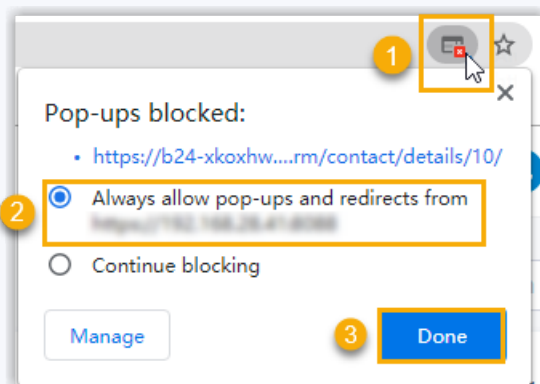 1
Pop-ups blocked:
• https://b24-xkoxhw....rm/contact/details/10/
2
Always allow pop-ups and redirects from
Continue blocking
Manage
3
Done